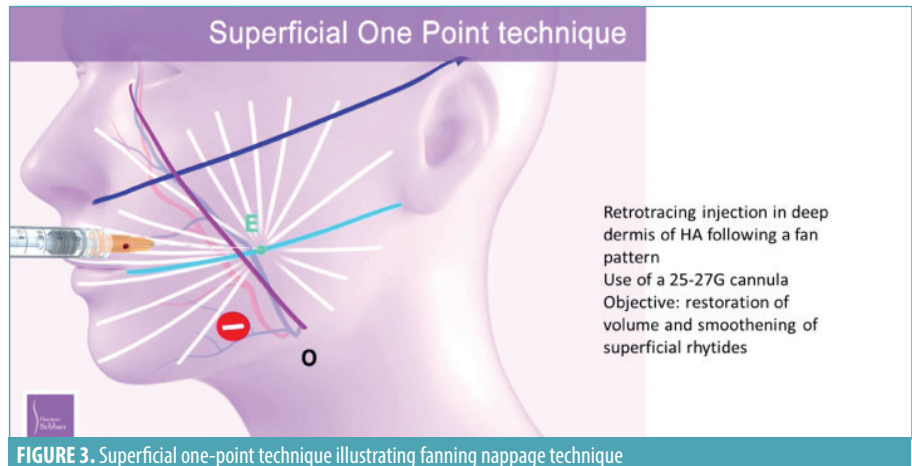 Superficial One Point technique
E
O
Retrotracing injection in deep
dermis of HA following a fan
pattern
Use of a 25-27G cannula
Objective: restoration of
volume and smoothening of
superficial rhytides
Docteur
Sebban
FIGURE 3. Superficial one-point technique illustrating fanning nappage technique